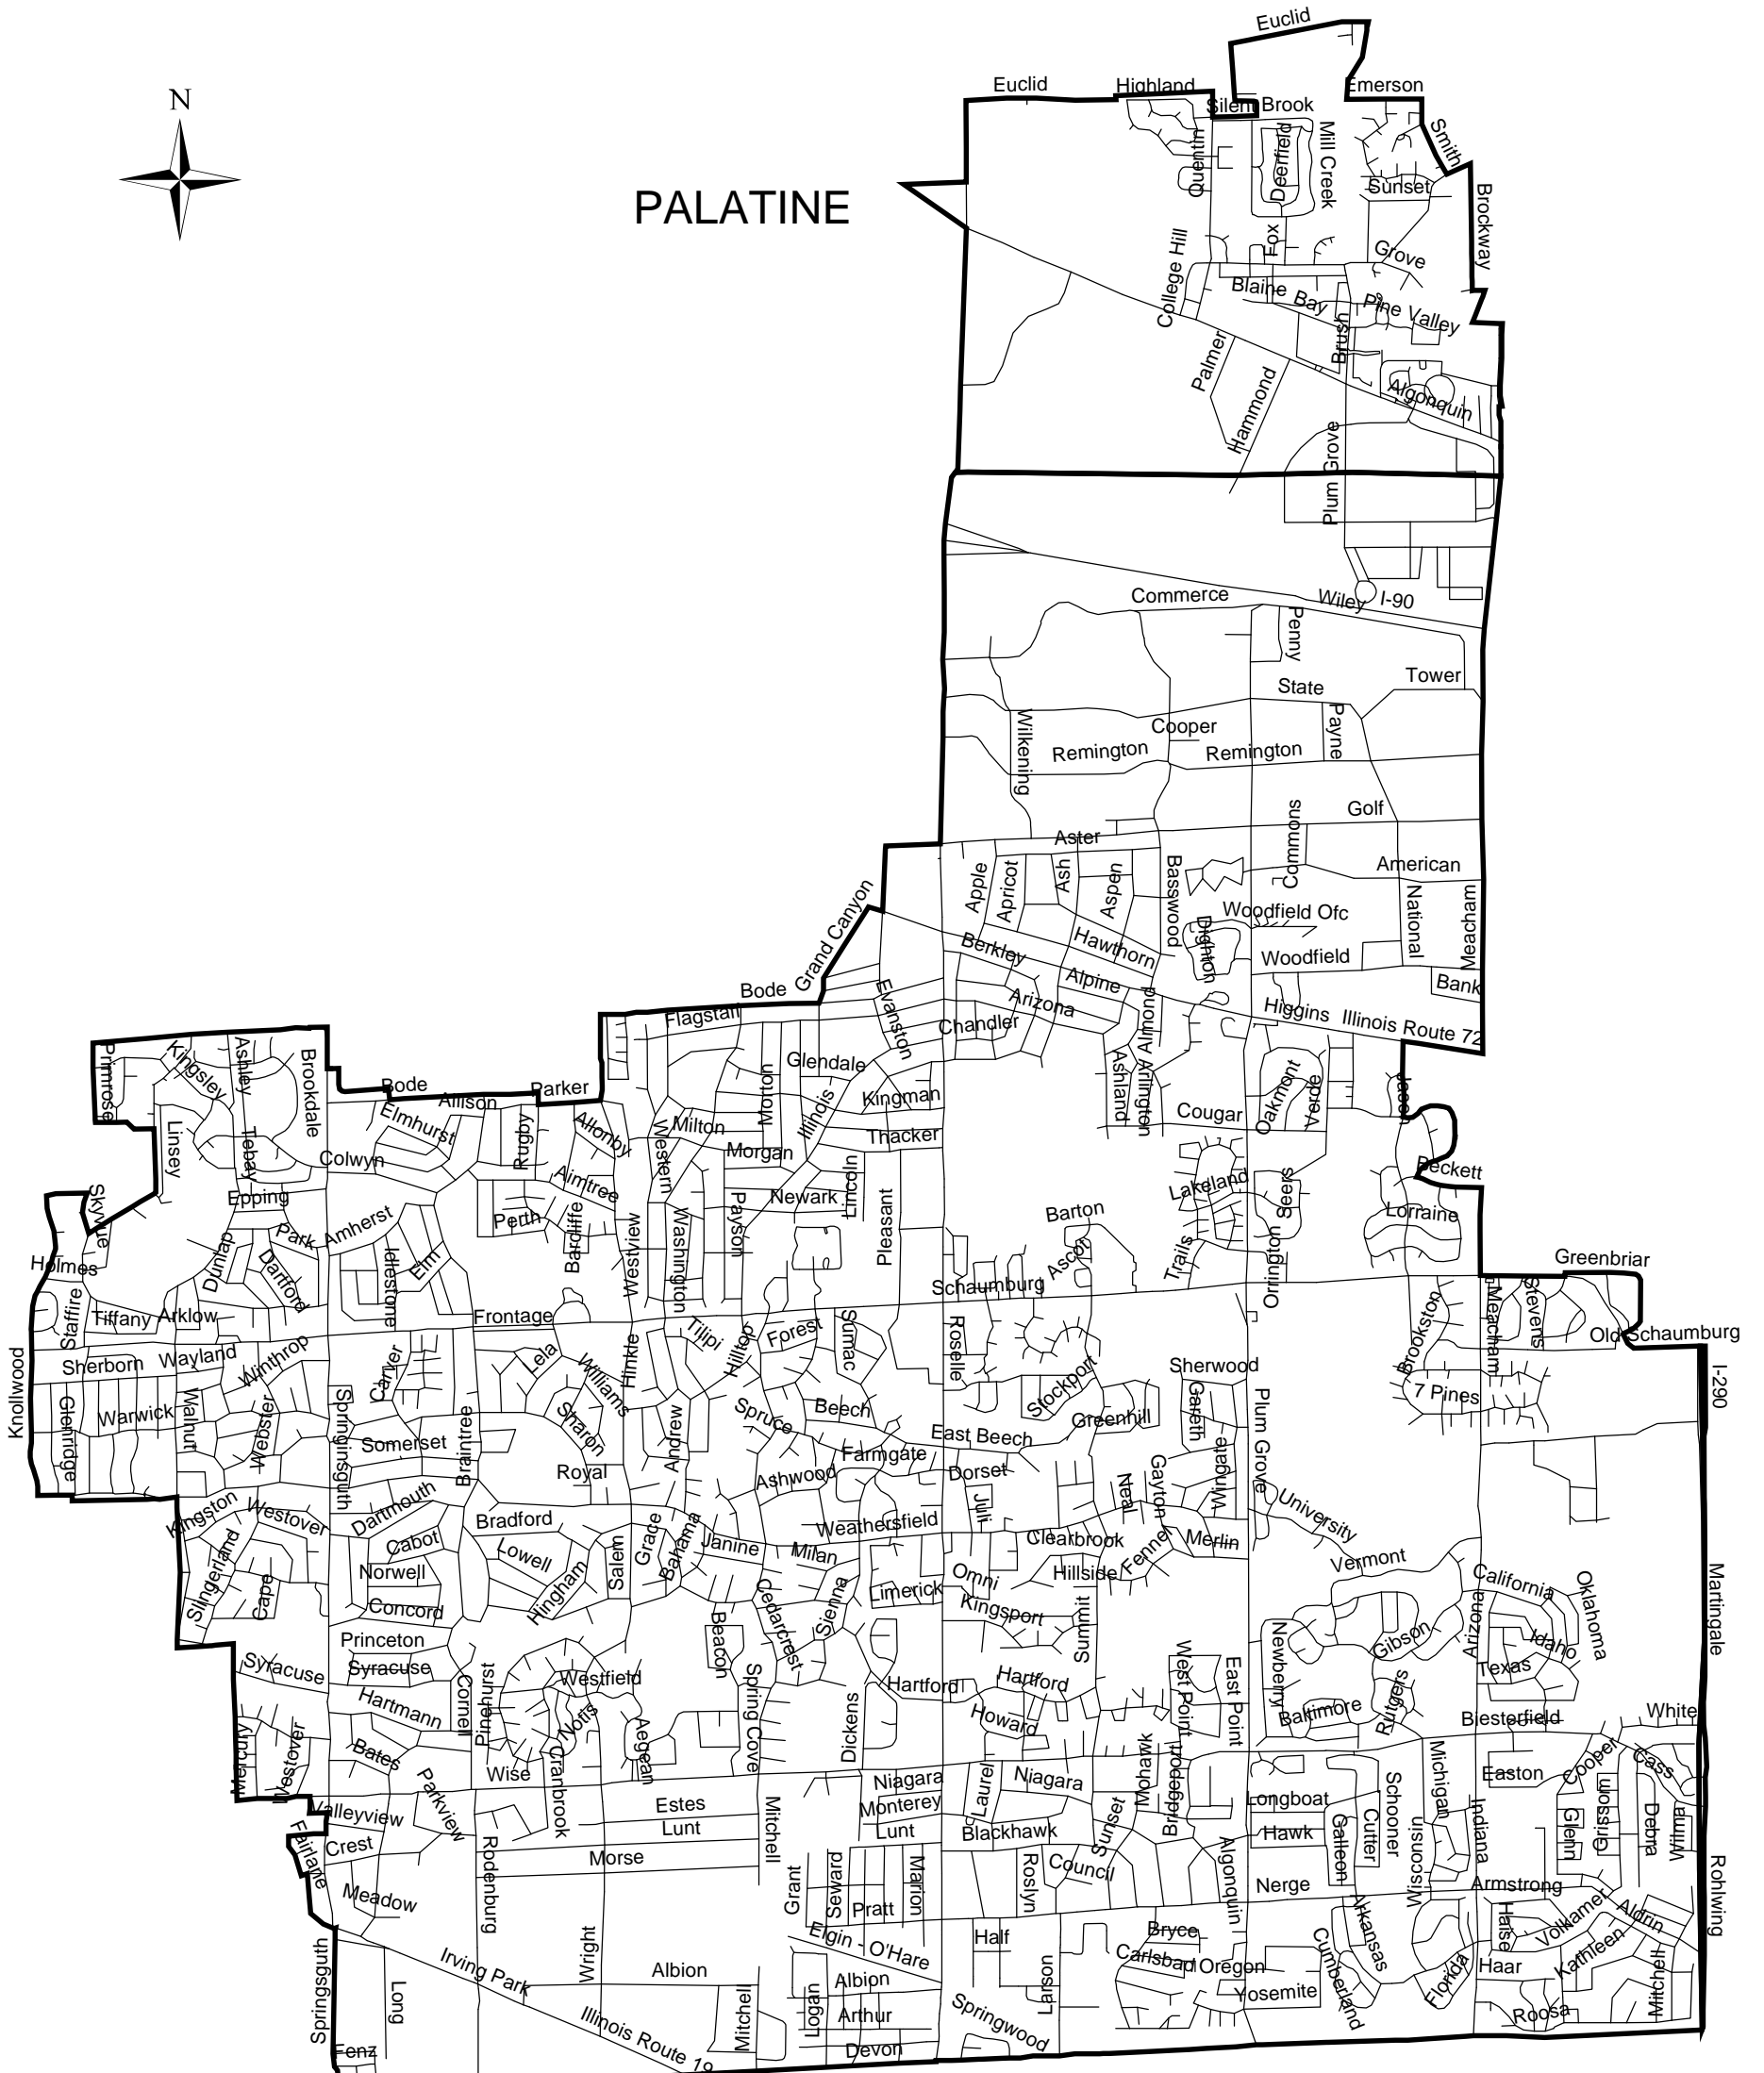 Euclid
Euclid
Highland
Emerson
N
Silent Brook
Smith
Quentin
Deerfield
Mill Creek
Sunset
PALATINE
Brockway
College Hill
Fox
Grove
Blaine
Bay
Pine Valley
Brush
Palmer
Hammond
Algonquin
Plum Grove
Commerce
Wiley
I-90
Penny
State
Tower
Wilkening
Cooper
Payne
Remington
Remington
Golf
Aster
Commons
Apple
Apricot
Ash
Aspen
Basswood
American
National
Meacham
Woodfield Ofc
Grand Canyon
Berkley
Hawthorn
Dighton
Woodfield
Bode
Alpine
Bank
Evanston
Arizona
Almond
Flagstaff
Chandler
Higgins
Illinois Route 72
Primrose
Kingsley
Ashley
Brookdale
Glendale
Ashland
Arlington
Oakmont
Verde
Jason
Bode
Allison
Parker
Morton
Illinois
Kingman
Elmhurst
Rugby
Allonby
Milton
Cougar
Linsey
Tebay
Colwyn
Western
Morgan
Thacker
Beckett
Aimtree
Epping
Newark
Lincoln
Lakeland
Seers
Skyvue
Park
Amherst
Perth
Bardliffe
Payson
Pleasant
Barton
Lorraine
Holmes
Dunlap
Dartford
Idlestone
Elm
Westview
Washington
Ascot
Trails
Orrington
Greenbriar
Staffire
Tiffany
Arklow
Frontage
Schaumburg
Brookston
Meacham
Stevens
Tilipi
Hilltop
Forest
Sumac
Roselle
Old Schaumburg
Sherborn
Wayland
Winthrop
Carver
Lela
Williams
Hinkle
Sherwood
I-290
Knollwood
Glenridge
Warwick
Walnut
Webster
Springinsguth
Somerset
Braintree
Sharon
Royal
Andrew
Spruce
Beech
Stockport
Greenhill
Gareth
Plum Grove
7 Pines
East Beech
Farmgate
Ashwood
Dorset
Neal
Gayton
Wingate
Kingston
Westover
Dartmouth
Bradford
Juli
University
Slingerland
Cape
Cabot
Lowell
Salem
Grace
Bahama
Janine
Weathersfield
Milan
Clearbrook
Fennel
Merlin
Norwell
Concord
Hingham
Cedarcrest
Sienna
Limerick
Omni
Hillside
Vermont
California
Oklahoma
Martingale
Princeton
Beacon
Kingsport
Summit
Newberry
Gibson
Arizona
Idaho
Syracuse
Syracuse
Westfield
Texas
Hartmann
Cornell
Pinehurst
Notis
Spring Cove
Hartford
Hartford
West Point
East Point
Rutgers
Baltimore
Howard
Biesterfield
White
Mercury
Westover
Bates
Aegean
Dickens
Wise
Cranbrook
Niagara
Laurel
Niagara
Mohawk
Bridgeport
Michigan
Easton
Cooper
Cass
Valleyview
Parkview
Estes
Mitchell
Monterey
Longboat
Schooner
Crest
Fairlane
Lunt
Lunt
Blackhawk
Sunset
Hawk
Galleon
Cutter
Wisconsin
Indiana
Glenn
Grissom
Debra
Wilma
Morse
Rodenburg
Council
Algonquin
Meadow
Grant
Seward
Pratt
Marion
Roslyn
Nerge
Armstrong
Rohlwing
Elgin - O'Hare
Half
Bryce
Arkansas
Haise
Volkamer
Aldrin
Springsguth
Irving Park
Wright
Albion
Albion
Larson
Carlsbad
Oregon
Cumberland
Florida
Haar
Kathleen
Mitchell
Long
Illinois Route 19
Mitchell
Logan
Arthur
Springwood
Yosemite
Roosa
Fenz
Devon